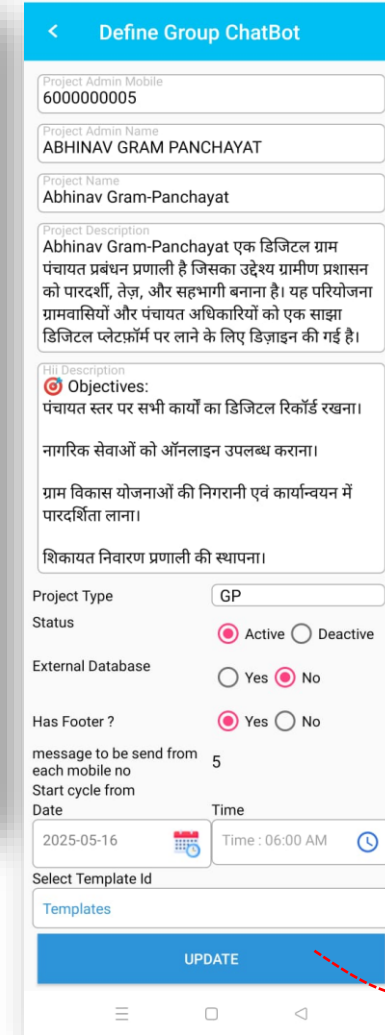 Define Group ChatBot
Project Admin Mobile
6000000005
Project Admin Name
ABHINAV GRAM PANCHAYAT
Project Name
Abhinav Gram-Panchayat
Project Description
Abhinav Gram-Panchayat एक डिजिटल ग्राम
पंचायत प्रबंधन प्रणाली है जिसका उद्देश्य ग्रामीण प्रशासन
को पारदर्शी, तेज़, और सहभागी बनाना है। यह परियोजना
ग्रामवासियों और पंचायत अधिकारियों को एक साझा
डिजिटल प्लेटफ़ॉर्म पर लाने के लिए डिज़ाइन की गई है।
Hii Description
🎯 Objectives:
पंचायत स्तर पर सभी कार्यों का डिजिटल रिकॉर्ड रखना।
नागरिक सेवाओं को ऑनलाइन उपलब्ध कराना।
ग्राम विकास योजनाओं की निगरानी एवं कार्यान्वयन में
पारदर्शिता लाना।
शिकायत निवारण प्रणाली की स्थापना।
Project Type GP
Status Active Deactive
External Database Yes No
Has Footer ? Yes No
message to be send from
each mobile no 5
Start cycle from
Date Time
2025-05-16 Time : 06:00 AM
Select Template Id
Templates
UPDATE